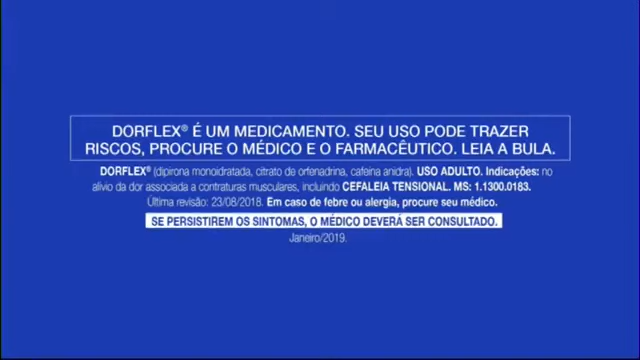 DORFLEX® É UM MEDICAMENTO. SEU USO PODE TRAZER
RISCOS, PROCURE O MÉDICO E O FARMACÊUTICO. LEIA A BULA.
DORFLEX® (dipirona monoidratada, citrato de orfenadrina, cafeína anidra). USO ADULTO. Indicações: no
alívio da dor associada a contraturas musculares, incluindo CEFALEIA TENSIONAL. MS: 1.1300.0183.
Última revisão: 23/08/2018. Em caso de febre ou alergia, procure seu médico.
SE PERSISTIREM OS SINTOMAS, O MÉDICO DEVERÁ SER CONSULTADO.
Janeiro/2019.